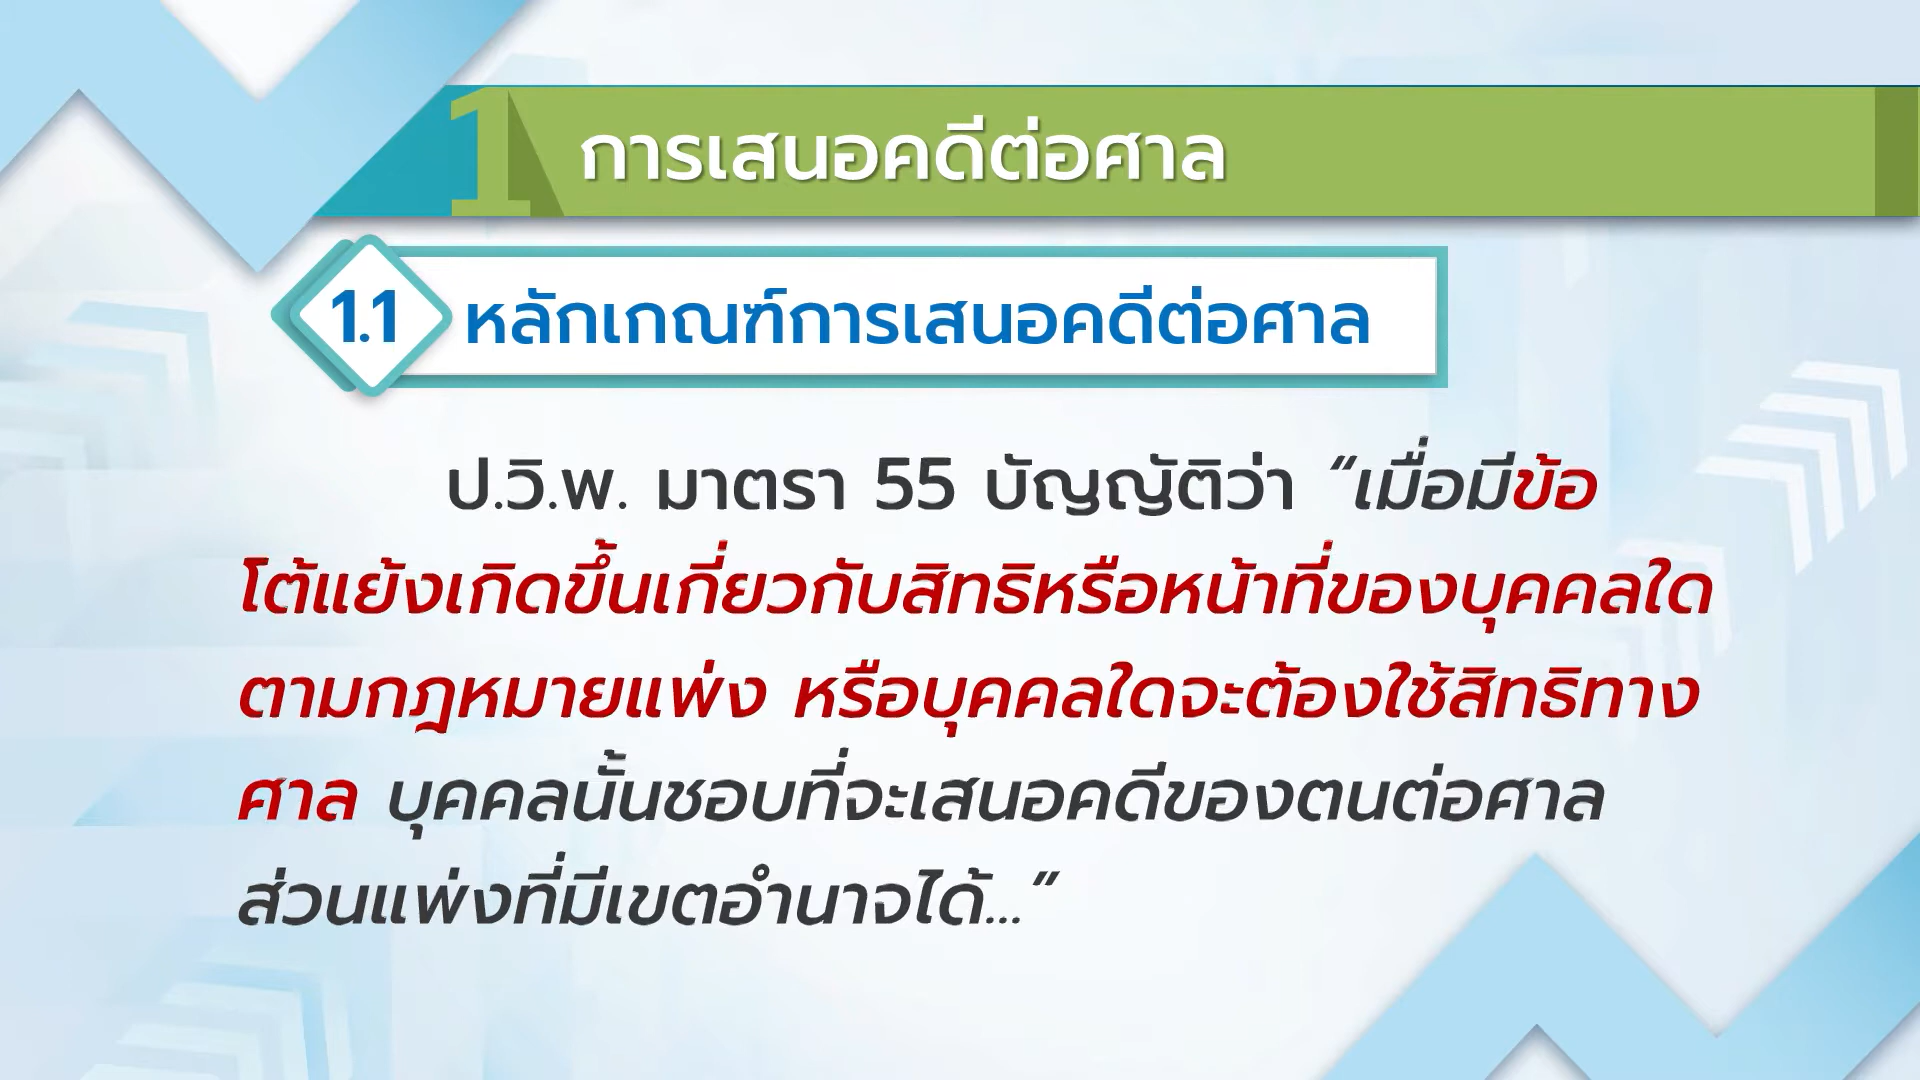 1 การเสนอคดีต่อศาล
1.1 หลักเกณฑ์การเสนอคดีต่อศาล
ป.วิ.พ. มาตรา 55 บัญญัติว่า “เมื่อมีข้อ
โต้แย้งเกิดขึ้นเกี่ยวกับสิทธิหรือหน้าที่ของบุคคลใด
ตามกฎหมายแพ่ง หรือบุคคลใดจะต้องใช้สิทธิทาง
ศาล บุคคลนั้นชอบที่จะเสนอคดีของตนต่อศาล
ส่วนแพ่งที่มีเขตอำนาจได้...”